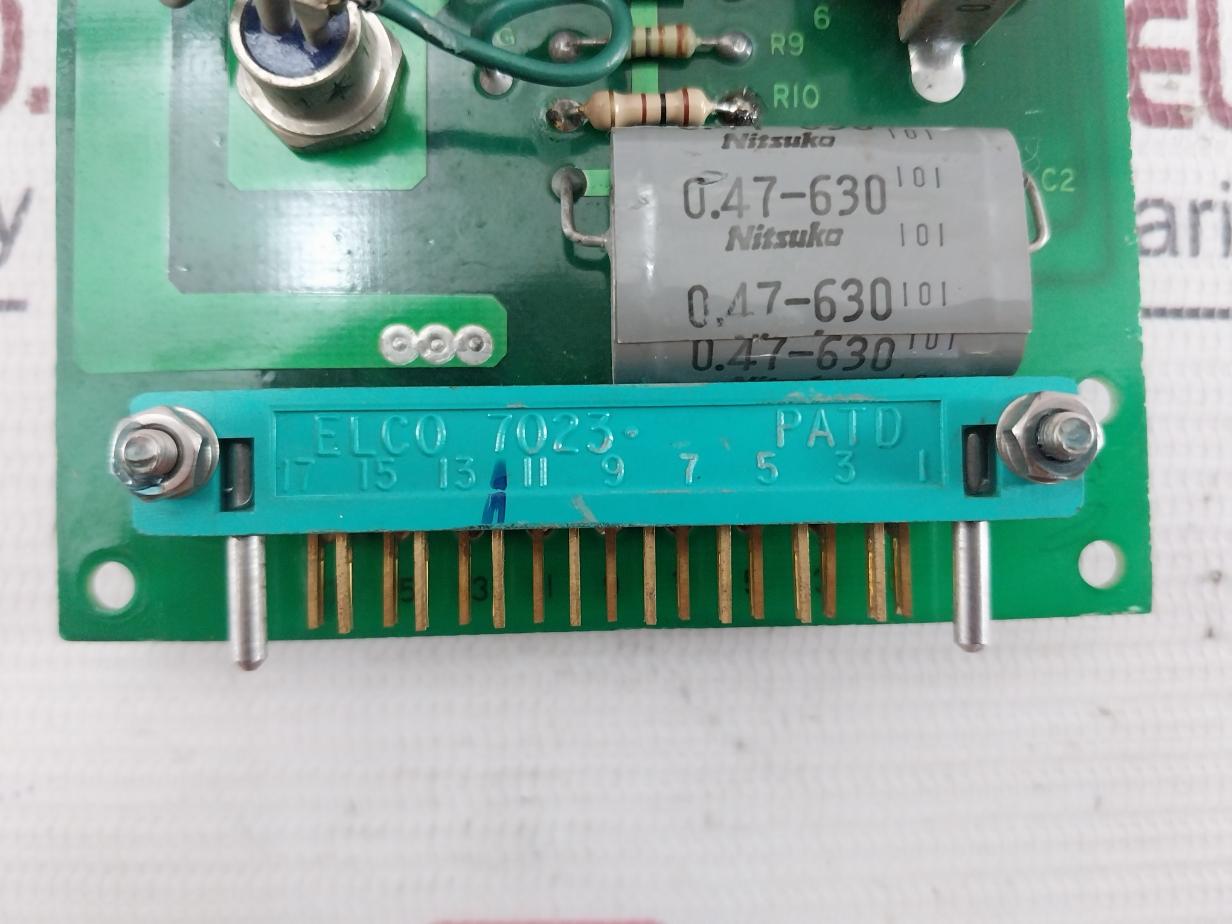 6
G
R9
R10
Nitsuko 101
0.47-630 101
C2
Nitsuko 101
0.47-630 101
0.47-630 101
ELCO 7023- PATD
17 15 13 11 9 7 5 3 1